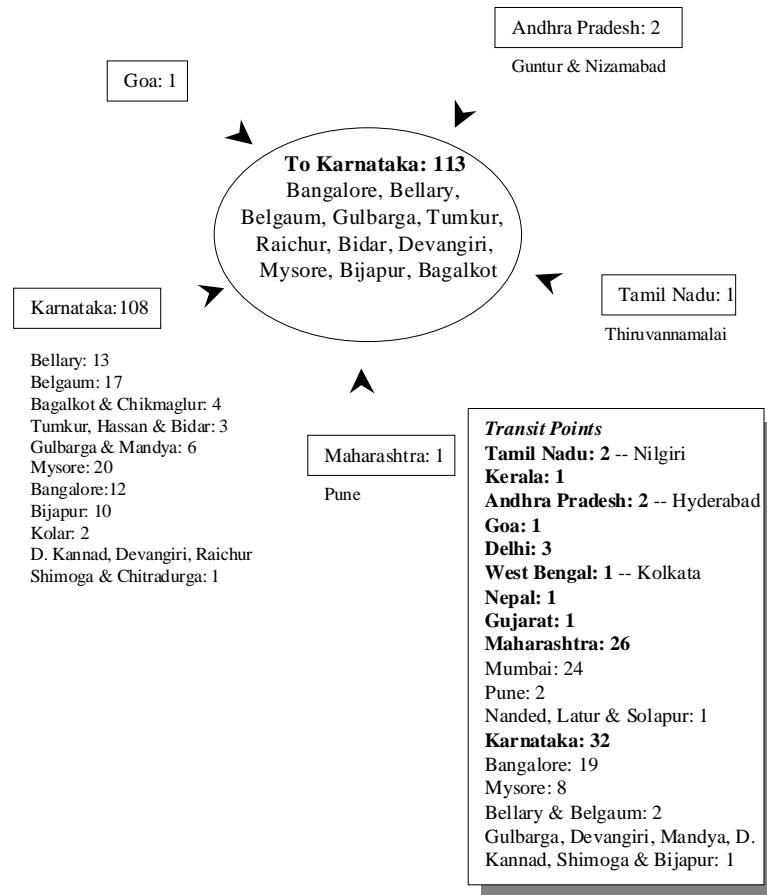 Andhra Pradesh: 2
Guntur & Nizamabad
Goa: 1
To Karnataka: 113
Bangalore, Bellary,
Belgaum, Gulbarga, Tumkur,
Raichur, Bidar, Devangiri,
Mysore, Bijapur, Bagalkot
Karnataka:108
Bellary: 13
Belgaum: 17
Bagalkot & Chikmaglur: 4
Tumkur, Hassan & Bidar: 3
Gulbarga & Mandya: 6
Mysore: 20
Bangalore:12
Bijapur: 10
Kolar: 2
D. Kannad, Devangiri, Raichur
Shimoga & Chitradurga: 1
Tamil Nadu: 1
Thiruvannamalai
Maharashtra: 1
Pune
Transit Points
Tamil Nadu: 2 -- Nilgiri
Kerala: 1
Andhra Pradesh: 2 -- Hyderabad
Goa: 1
Delhi: 3
West Bengal: 1 -- Kolkata
Nepal: 1
Gujarat: 1
Maharashtra: 26
Mumbai: 24
Pune: 2
Nanded, Latur & Solapur: 1
Karnataka: 32
Bangalore: 19
Mysore: 8
Bellary & Belgaum: 2
Gulbarga, Devangiri, Mandya, D.
Kannad, Shimoga & Bijapur: 1